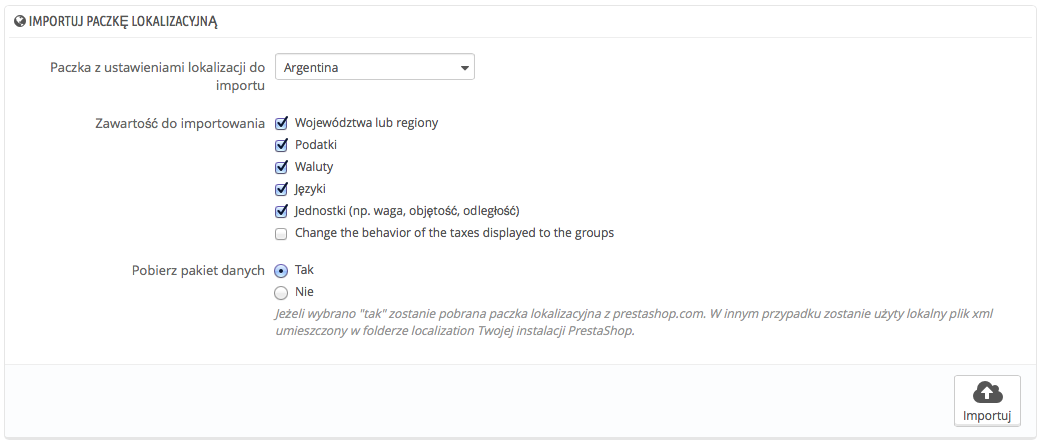 IMPORTUJ PACZKĘ LOKALIZACYJNĄ
Paczka z ustawieniami lokalizacji do
importu
Argentina
Zawartość do importowania
Województwa lub regiony
Podatki
Waluty
Języki
Jednostki (np. waga, objętość, odległość)
Change the behavior of the taxes displayed to the groups
Pobierz pakiet danych
Tak
Nie
Jeżeli wybrano "tak" zostanie pobrana paczka lokalizacyjna z prestashop.com. W innym przypadku zostanie użyty lokalny plik xml
umieszczony w folderze localization Twojej instalacji PrestaShop.
Importuj